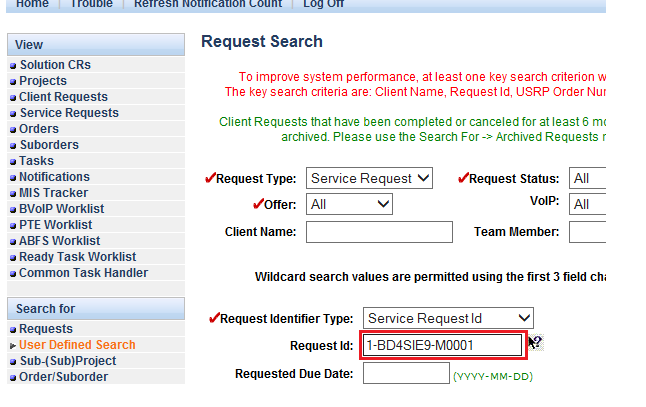 Home Trouble Refresh Notification Count Log Off
View
Solution CRs
Projects
Client Requests
Service Requests
Orders
Suborders
Tasks
Notifications
MIS Tracker
BVoIP Worklist
PTE Worklist
ABFS Worklist
Ready Task Worklist
Common Task Handler
Search for
Requests
User Defined Search
Sub-(Sub)Project
Order/Suborder
Request Search
To improve system performance, at least one key search criterion w
The key search criteria are: Client Name, Request Id, USRP Order Nur
Client Requests that have been completed or canceled for at least 6 mo
archived. Please use the Search For -> Archived Requests r
Request Type: Service Request Request Status: All
Offer: All VoIP: All
Client Name: Team Member:
Wildcard search values are permitted using the first 3 field cha
Request Identifier Type: Service Request Id
Request Id: 1-BD4SIE9-M0001 ?
Requested Due Date: (YYYY-MM-DD)